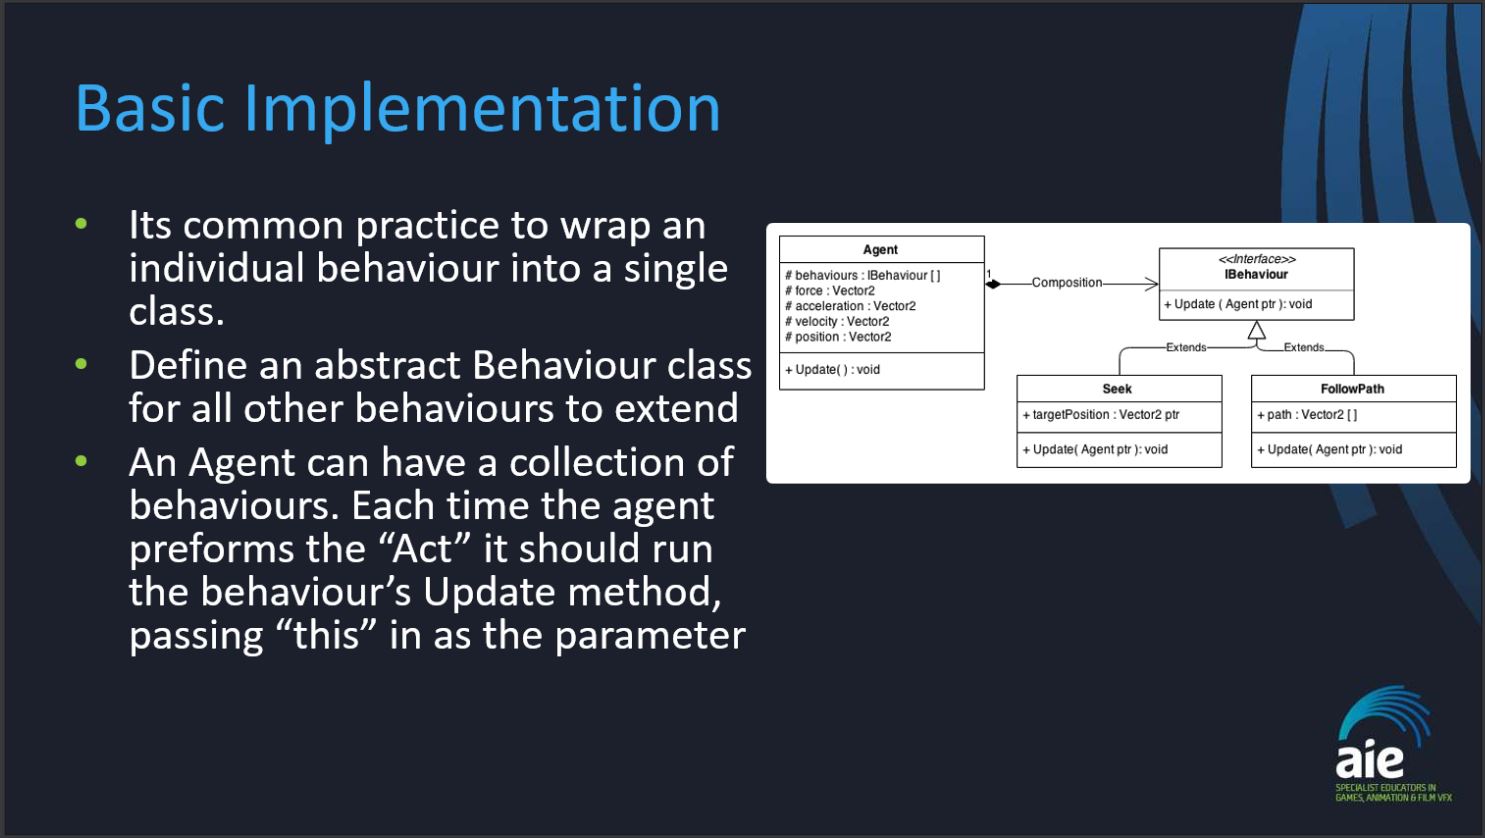 Basic Implementation
Its common practice to wrap an
individual behaviour into a single
class.
Define an abstract Behaviour class
for all other behaviours to extend
An Agent can have a collection of
behaviours. Each time the agent
preforms the “Act” it should run
the behaviour’s Update method,
passing “this” in as the parameter
Agent
# behaviours : IBehaviour [ ]
# force : Vector2
# acceleration : Vector2
# velocity : Vector2
# position : Vector2
+ Update( ) : void
1
Composition
<<Interface>>
IBehaviour
+ Update ( Agent ptr ): void
Extends
Extends
Seek
+ targetPosition : Vector2 ptr
+ Update( Agent ptr ): void
FollowPath
+ path : Vector2 [ ]
+ Update( Agent ptr ): void
aie
SPECIALIST EDUCATORS IN
GAMES, ANIMATION & FILM VFX